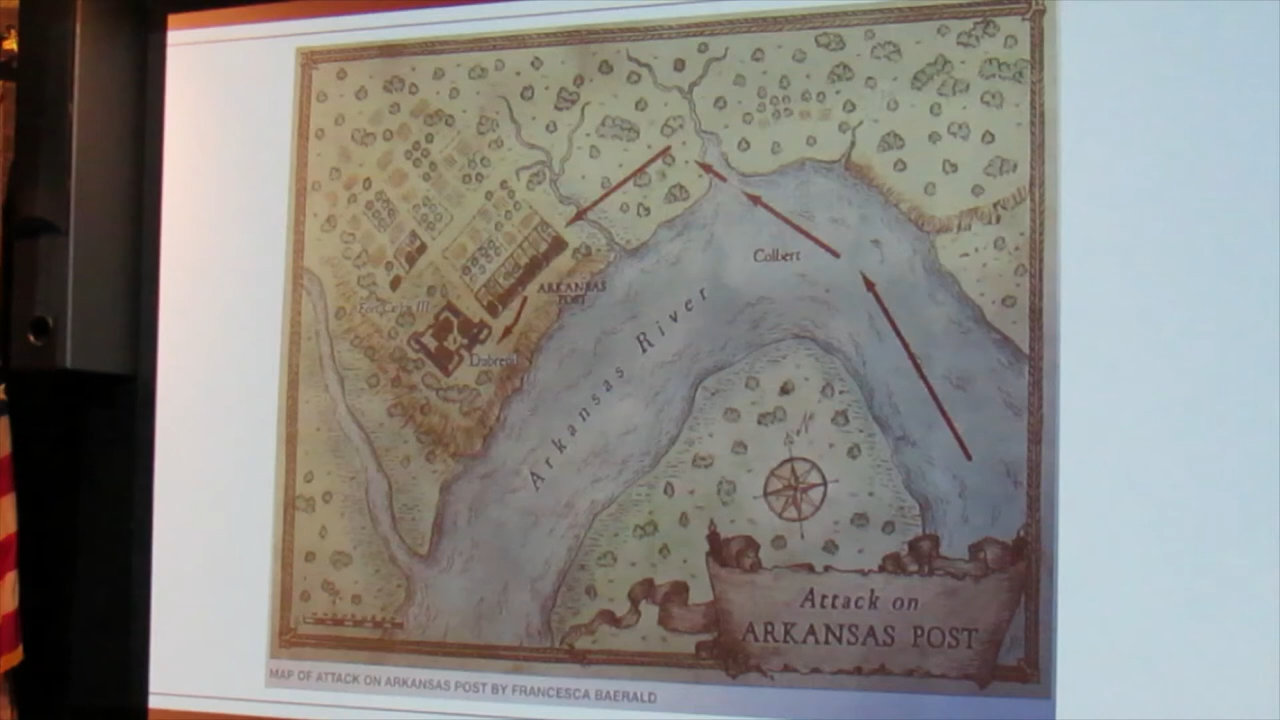 Colbert
ARKANSAS
POST
Fort Carlos III
Dubreuil
Arkansas River
Attack on
ARKANSAS POST
MAP OF ATTACK ON ARKANSAS POST BY FRANCESCA BAERALD